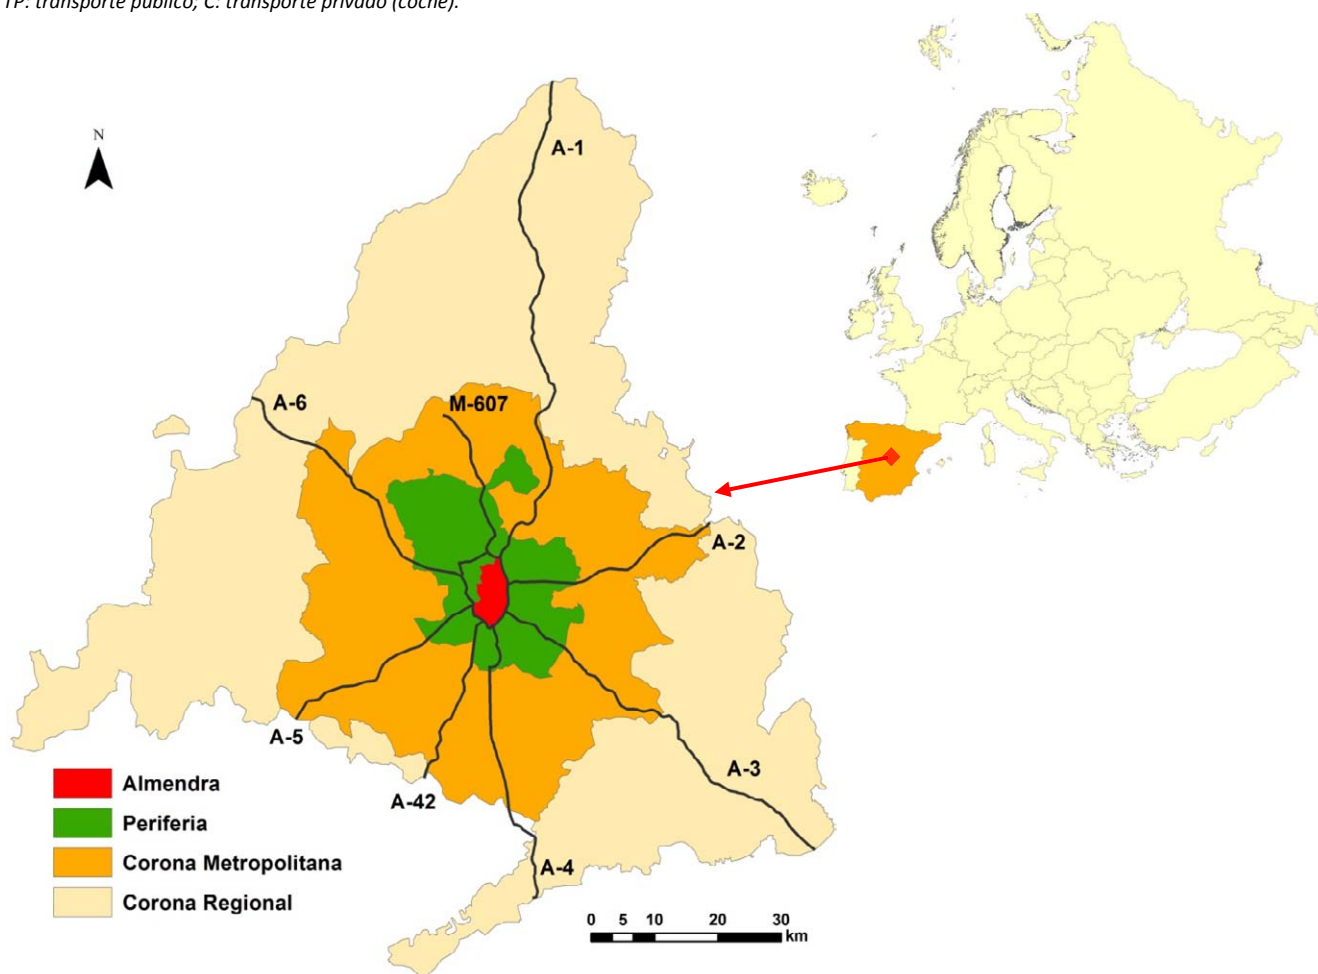 TP: transporte público; C: transporte privado (coche).
N
A-1
A-6
M-607
A-2
A-5
A-3
A-42
A-4
Almendra
Periferia
Corona Metropolitana
Corona Regional
0 5 10 20 30
km